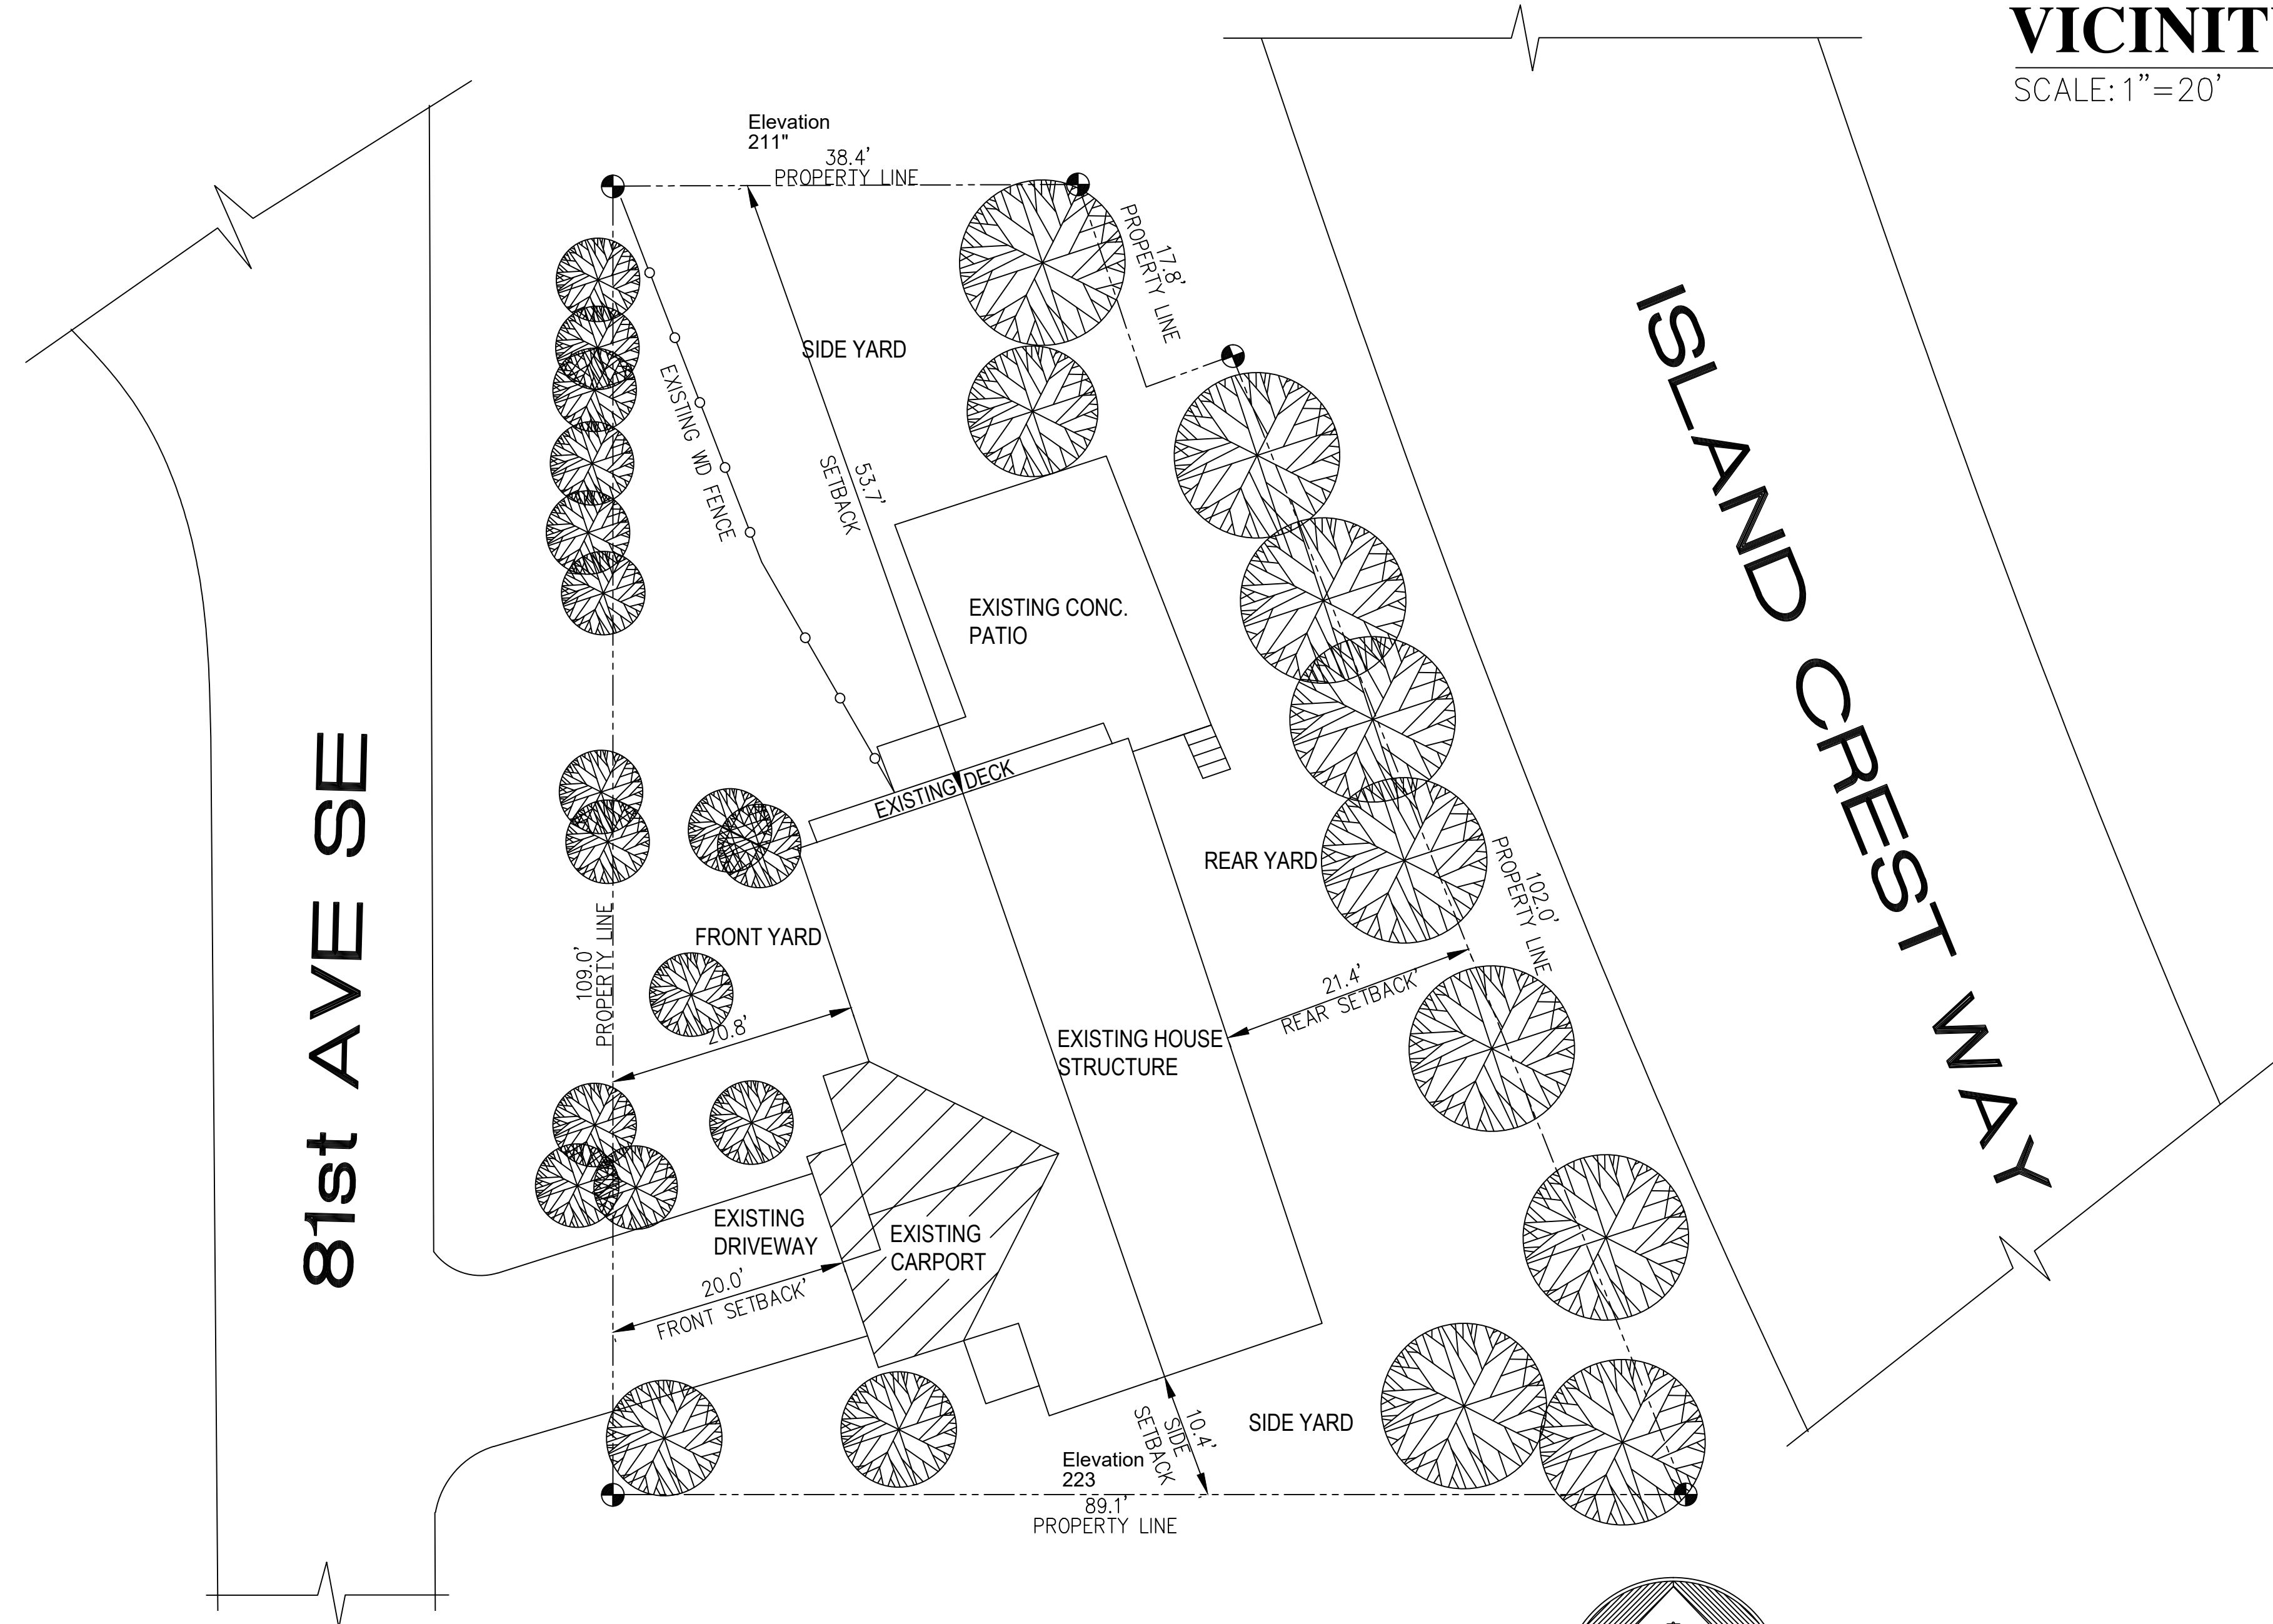 VICINIT
SCALE: 1"=20'
Elevation
211"
38.4'
PROPERTY LINE
17.8'
PROPERTY LINE
SIDE YARD
EXISTING WD FENCE
53.7'
SETBACK
ISLAND CREST WAY
EXISTING CONC.
PATIO
EXISTING DECK
81st AVE SE
REAR YARD
102.0'
PROPERTY LINE
FRONT YARD
109.0'
PROPERTY LINE
20.8'
21.4'
REAR SETBACK'
EXISTING HOUSE
STRUCTURE
EXISTING
DRIVEWAY
EXISTING
CARPORT
20.0'
FRONT SETBACK'
10.4'
SIDE
SETBACK
SIDE YARD
Elevation
223
89.1'
PROPERTY LINE